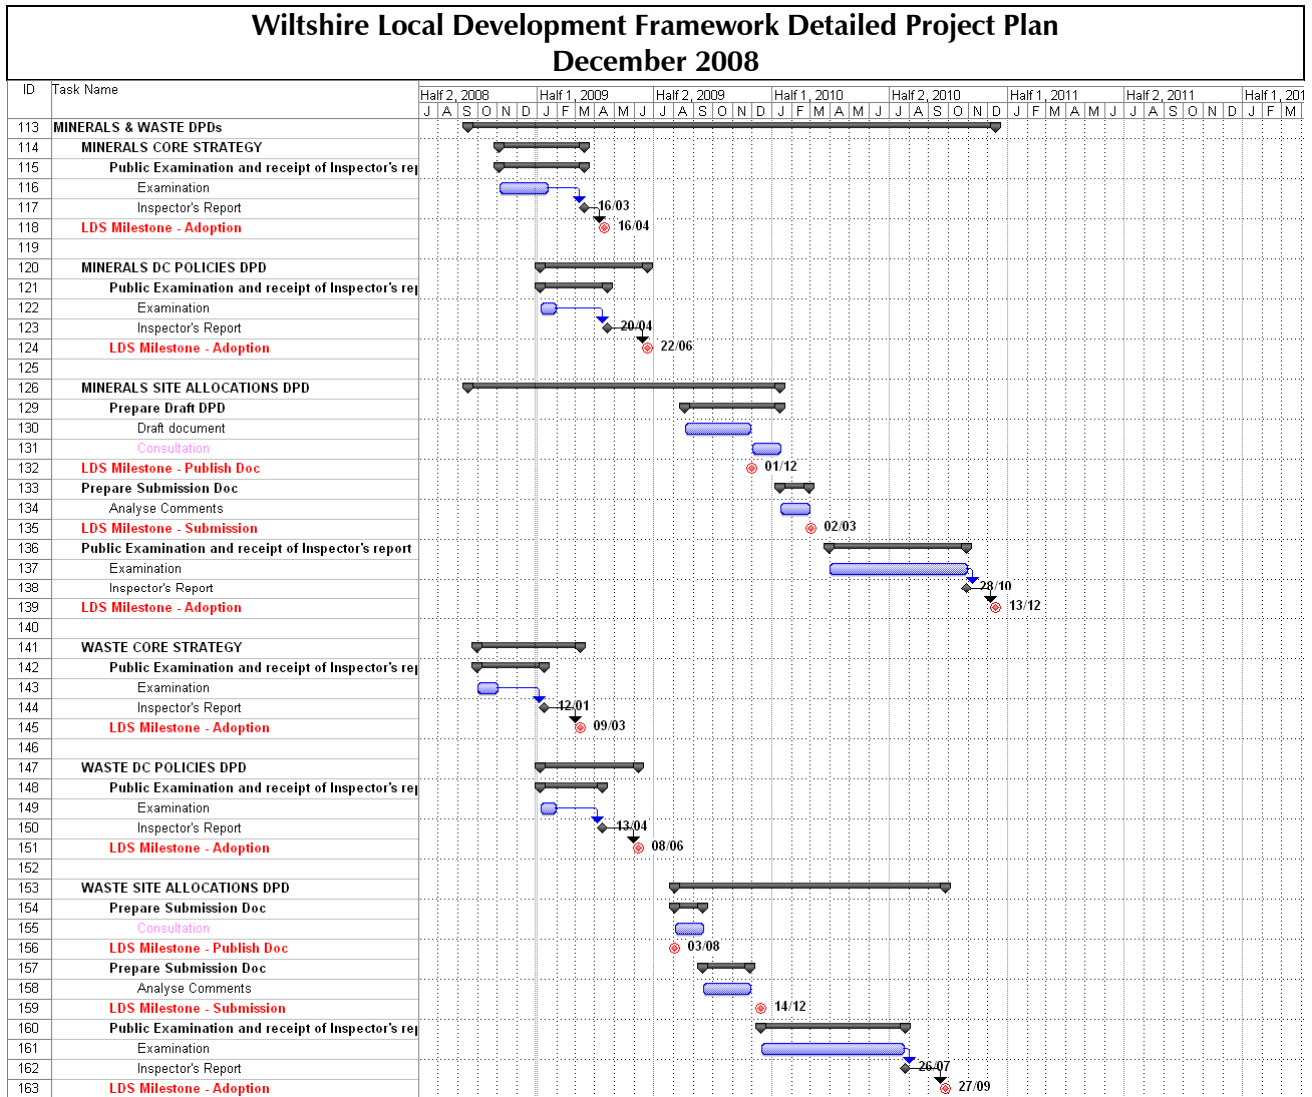 Wiltshire Local Development Framework Detailed Project Plan
December 2008
ID Task Name Half 2, 2008 Half 1, 2009 Half 2, 2009 Half 1, 2010 Half 2, 2010 Half 1, 2011 Half 2, 2011 Half 1, 201
J A S O N D J F M A M J J A S O N D J F M A M J J A S O N D J F M A M J J A S O N D J F M
113 MINERALS & WASTE DPDs
114 MINERALS CORE STRATEGY
115 Public Examination and receipt of Inspector's rep
116 Examination
117 Inspector's Report 16/03
118 LDS Milestone - Adoption 16/04
119
120 MINERALS DC POLICIES DPD
121 Public Examination and receipt of Inspector's rep
122 Examination
123 Inspector's Report 20/04
124 LDS Milestone - Adoption 22/06
125
126 MINERALS SITE ALLOCATIONS DPD
129 Prepare Draft DPD
130 Draft document
131 Consultation
132 LDS Milestone - Publish Doc 01/12
133 Prepare Submission Doc
134 Analyse Comments
135 LDS Milestone - Submission 02/03
136 Public Examination and receipt of Inspector's report
137 Examination
138 Inspector's Report 28/10
139 LDS Milestone - Adoption 13/12
140
141 WASTE CORE STRATEGY
142 Public Examination and receipt of Inspector's rep
143 Examination
144 Inspector's Report 12/01
145 LDS Milestone - Adoption 09/03
146
147 WASTE DC POLICIES DPD
148 Public Examination and receipt of Inspector's rep
149 Examination
150 Inspector's Report 13/04
151 LDS Milestone - Adoption 08/06
152
153 WASTE SITE ALLOCATIONS DPD
154 Prepare Submission Doc
155 Consultation
156 LDS Milestone - Publish Doc 03/08
157 Prepare Submission Doc
158 Analyse Comments
159 LDS Milestone - Submission 14/12
160 Public Examination and receipt of Inspector's rep
161 Examination
162 Inspector's Report 26/07
163 LDS Milestone - Adoption 27/09